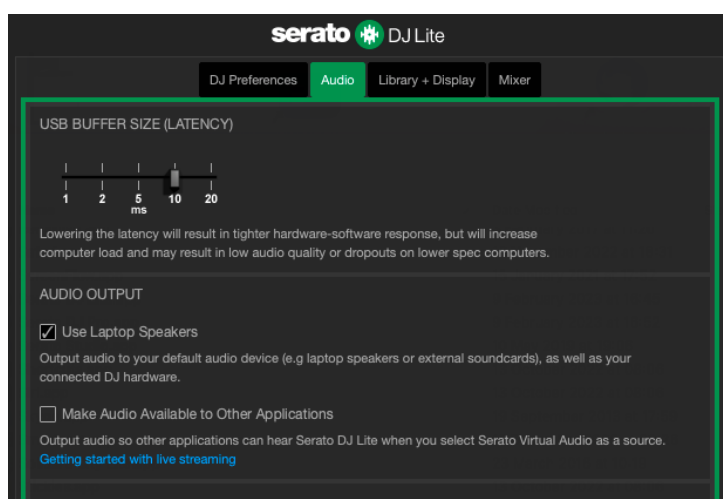 serato DJ Lite
DJ Preferences Audio Library + Display Mixer
USB BUFFER SIZE (LATENCY)
1 2 5 10 20
ms
Lowering the latency will result in tighter hardware-software response, but will increase
computer load and may result in low audio quality or dropouts on lower spec computers.
AUDIO OUTPUT
Use Laptop Speakers
Output audio to your default audio device (e.g laptop speakers or external soundcards), as well as your
connected DJ hardware.
Make Audio Available to Other Applications
Output audio so other applications can hear Serato DJ Lite when you select Serato Virtual Audio as a source.
Getting started with live streaming